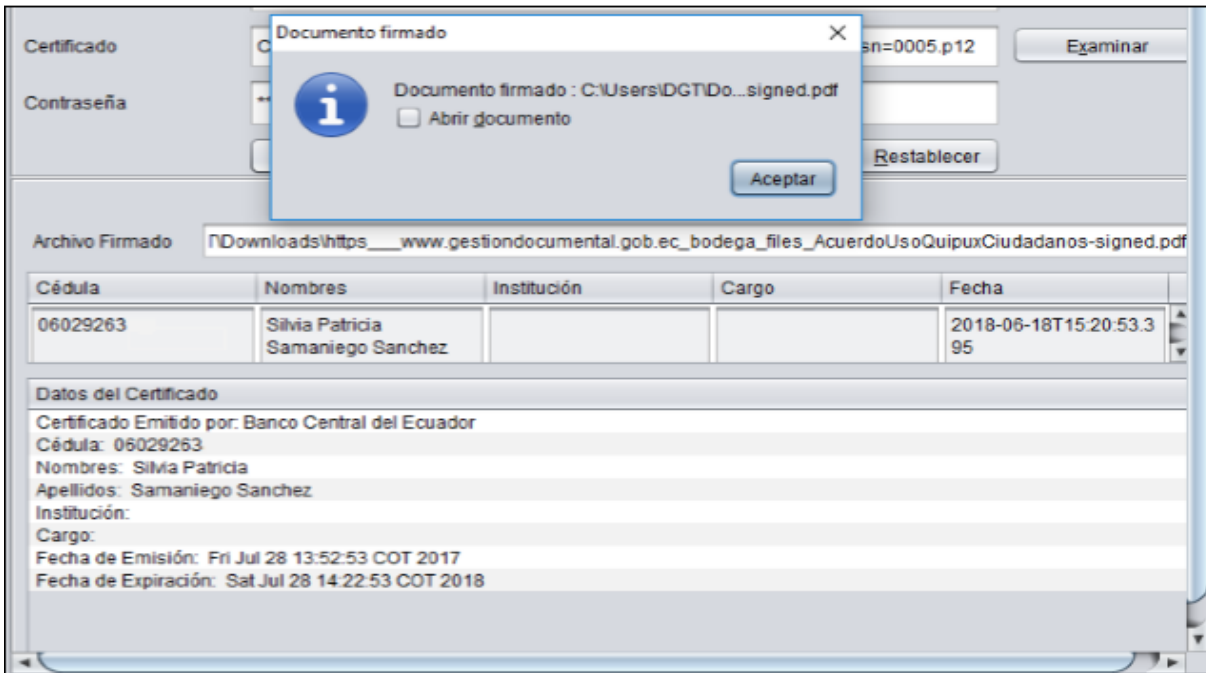 Documento firmado
Certificado
sn=0005.p12
Examinar
Documento firmado : C:\Users\DGT\Do...signed.pdf
Abrir documento
Contraseña
Restablecer
Aceptar
Archivo Firmado
\Downloads\https___www.gestiondocumental.gob.ec_bodega_files_AcuerdoUsoQuipuxCiudadanos-signed.pdf
Cédula Nombres Institución Cargo Fecha
06029263 Silvia Patricia 2018-06-18T15:20:53.3
Samaniego Sanchez 95
Datos del Certificado
Certificado Emitido por: Banco Central del Ecuador
Cédula: 06029263
Nombres: Silvia Patricia
Apellidos: Samaniego Sanchez
Institución:
Cargo:
Fecha de Emisión: Fri Jul 28 13:52:53 COT 2017
Fecha de Expiración: Sat Jul 28 14:22:53 COT 2018